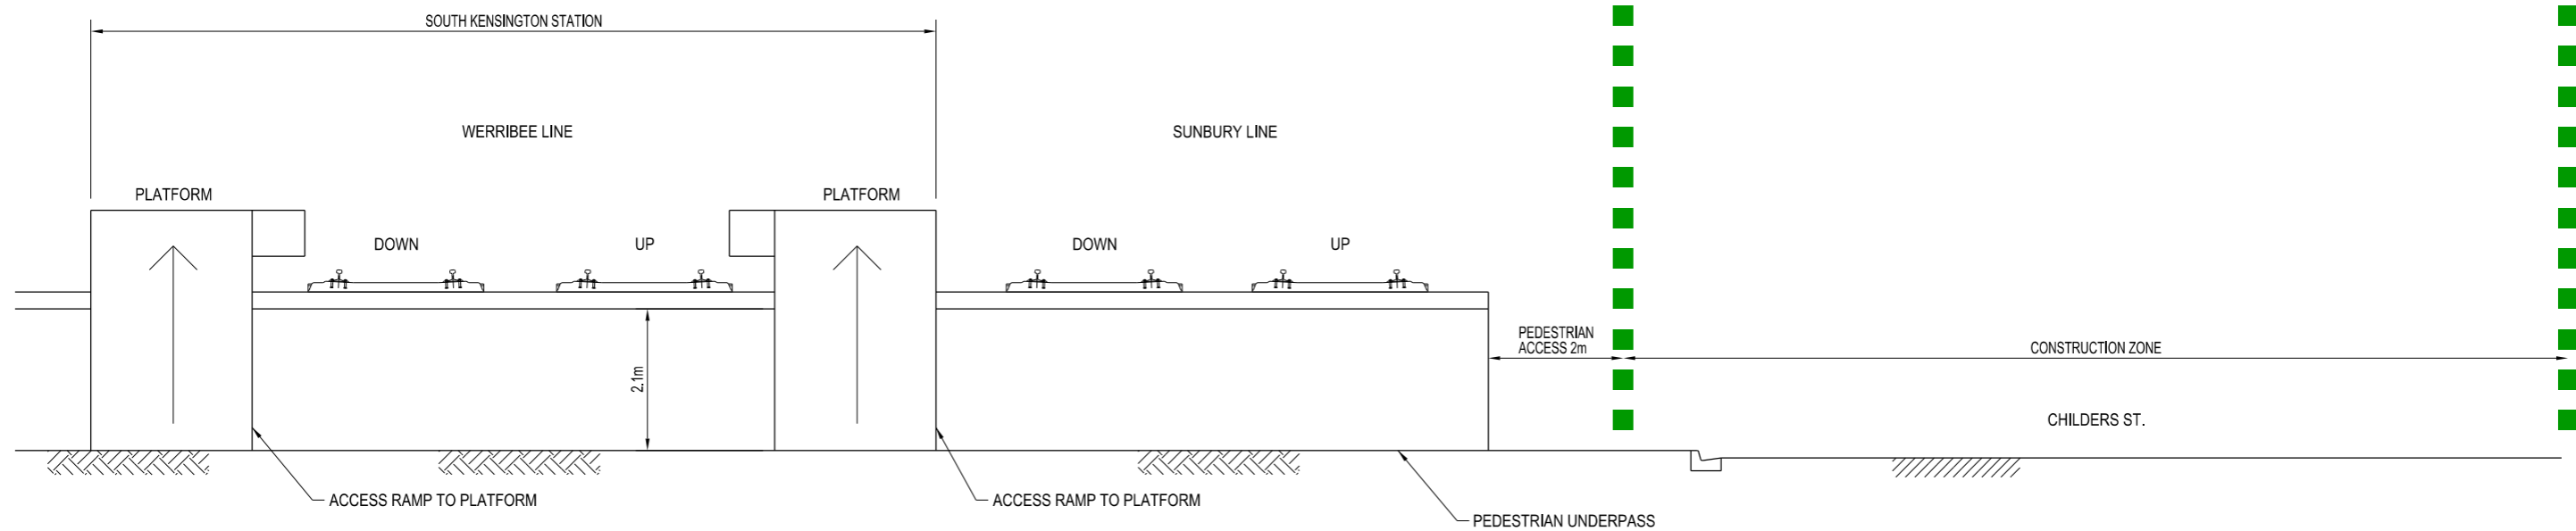 SOUTH KENSINGTON STATION
WERRIBEE LINE
SUNBURY LINE
PLATFORM
PLATFORM
DOWN
UP
DOWN
UP
PEDESTRIAN
ACCESS 2m
CONSTRUCTION ZONE
2.1m
CHILDERS ST.
ACCESS RAMP TO PLATFORM
ACCESS RAMP TO PLATFORM
PEDESTRIAN UNDERPASS